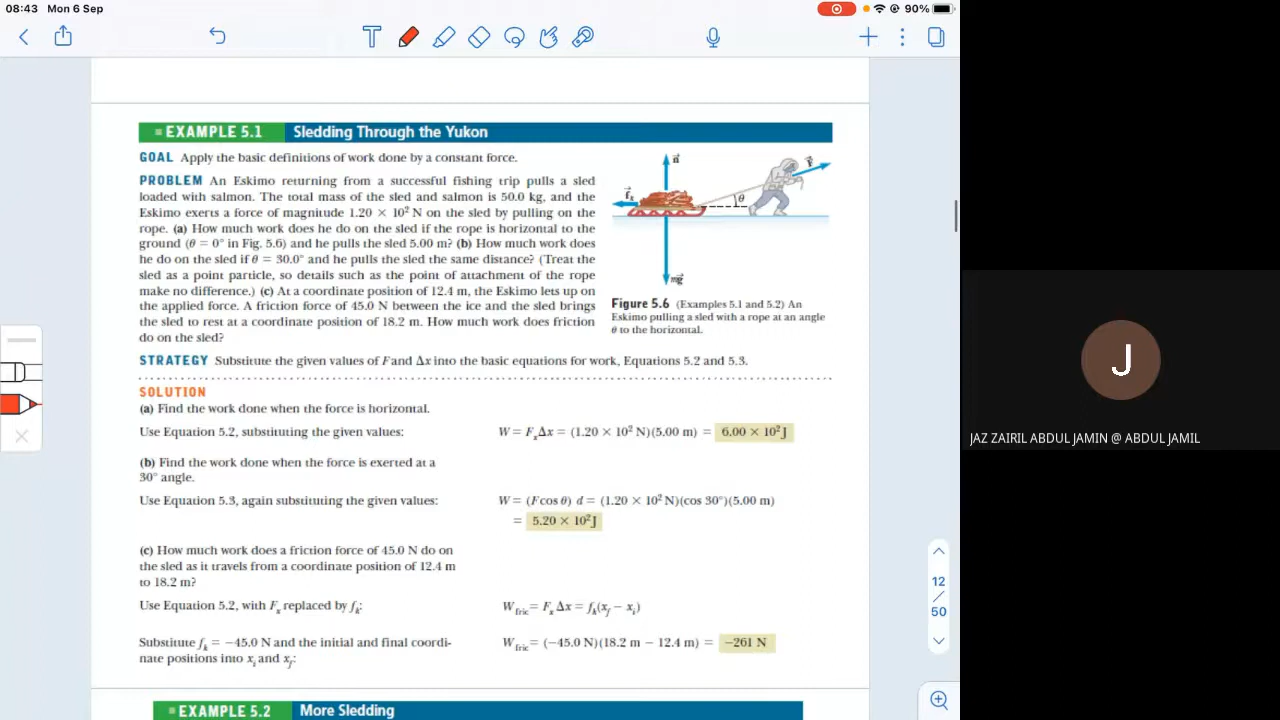 08:43 Mon 6 Sep
90%
EXAMPLE 5.1 Sledding Through the Yukon
GOAL Apply the basic definitions of work done by a constant force.
PROBLEM An Eskimo returning from a successful fishing trip pulls a sled
loaded with salmon. The total mass of the sled and salmon is 50.0 kg, and the
Eskimo exerts a force of magnitude 1.20 × 10² N on the sled by pulling on the
rope. (a) How much work does he do on the sled if the rope is horizontal to the
ground (θ = 0° in Fig. 5.6) and he pulls the sled 5.00 m? (b) How much work does
he do on the sled if θ = 30.0° and he pulls the sled the same distance? (Treat the
sled as a point particle, so details such as the point of attachment of the rope
make no difference.) (c) At a coordinate position of 12.4 m, the Eskimo lets up on
the applied force. A friction force of 45.0 N between the ice and the sled brings
the sled to rest at a coordinate position of 18.2 m. How much work does friction
do on the sled?
n⃗
F⃗
f⃗ₖ
θ
mg⃗
Figure 5.6 (Examples 5.1 and 5.2) An
Eskimo pulling a sled with a rope at an angle
θ to the horizontal.
STRATEGY Substitute the given values of F and Δx into the basic equations for work, Equations 5.2 and 5.3.
SOLUTION
(a) Find the work done when the force is horizontal.
Use Equation 5.2, substituting the given values: W = FₓΔx = (1.20 × 10² N)(5.00 m) = 6.00 × 10² J
(b) Find the work done when the force is exerted at a
30° angle.
Use Equation 5.3, again substituting the given values: W = (F cos θ) d = (1.20 × 10² N)(cos 30°)(5.00 m)
= 5.20 × 10² J
(c) How much work does a friction force of 45.0 N do on
the sled as it travels from a coordinate position of 12.4 m
to 18.2 m?
Use Equation 5.2, with Fₓ replaced by fₖ: W fric = Fₓ Δx = fₖ(x_f − x_i)
Substitute fₖ = −45.0 N and the initial and final coordi- W fric = (−45.0 N)(18.2 m − 12.4 m) = −261 N
nate positions into x_i and x_f:
EXAMPLE 5.2 More Sledding
12
/
50
J
JAZ ZAIRIL ABDUL JAMIN @ ABDUL JAMIL